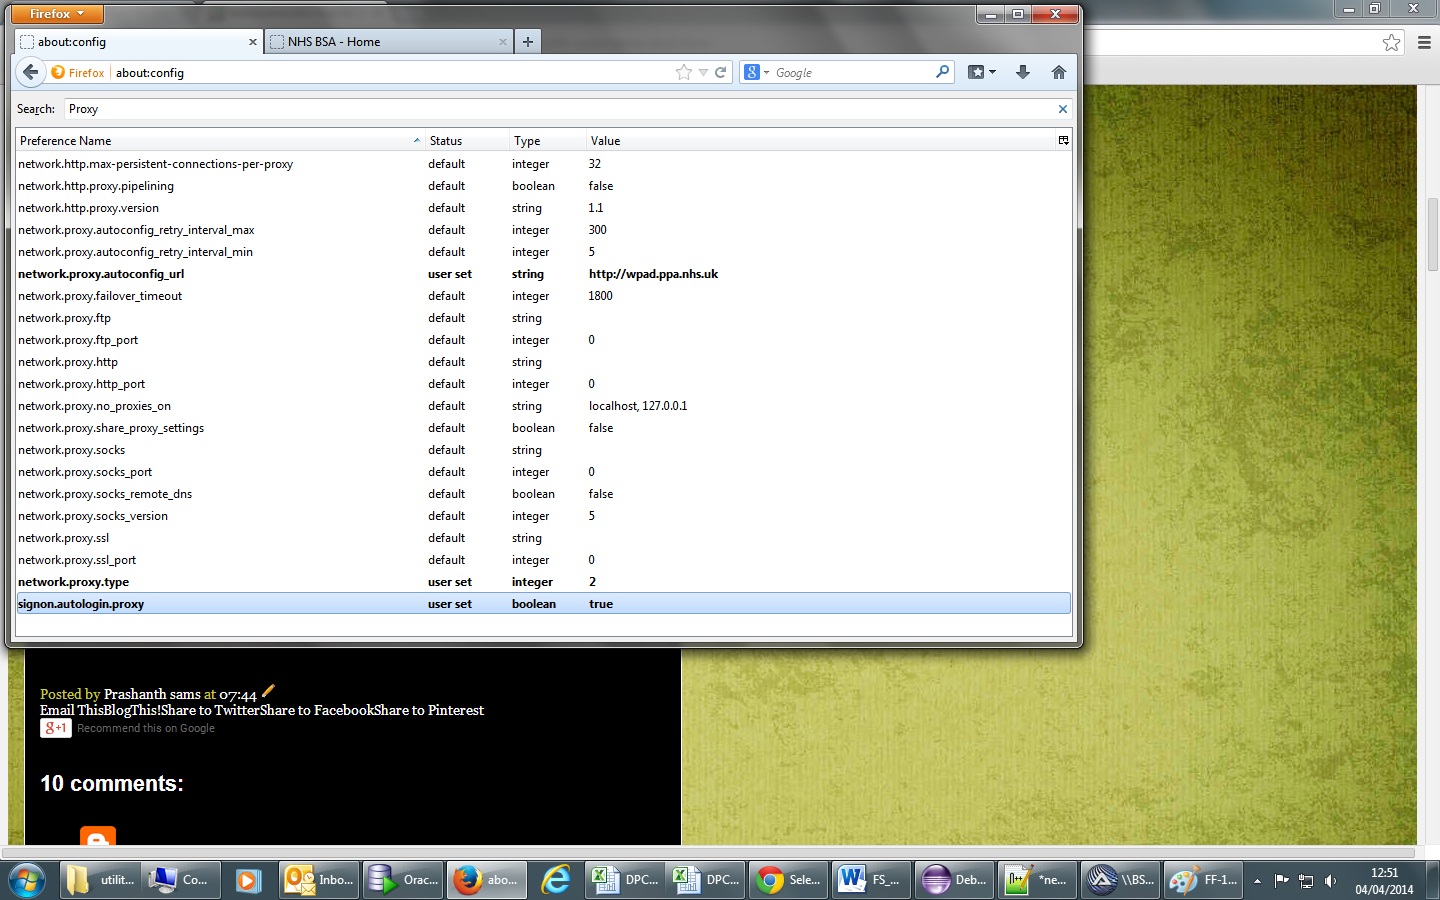 Firefox
about:config
NHS BSA - Home
Firefox about:config
Google
Search: Proxy
Preference Name Status Type Value
network.http.max-persistent-connections-per-proxy default integer 32
network.http.proxy.pipelining default boolean false
network.http.proxy.version default string 1.1
network.proxy.autoconfig_retry_interval_max default integer 300
network.proxy.autoconfig_retry_interval_min default integer 5
network.proxy.autoconfig_url user set string http://wpad.ppa.nhs.uk
network.proxy.failover_timeout default integer 1800
network.proxy.ftp default string
network.proxy.ftp_port default integer 0
network.proxy.http default string
network.proxy.http_port default integer 0
network.proxy.no_proxies_on default string localhost, 127.0.0.1
network.proxy.share_proxy_settings default boolean false
network.proxy.socks default string
network.proxy.socks_port default integer 0
network.proxy.socks_remote_dns default boolean false
network.proxy.socks_version default integer 5
network.proxy.ssl default string
network.proxy.ssl_port default integer 0
network.proxy.type user set integer 2
signon.autologin.proxy user set boolean true
Posted by Prashanth sams at 07:44
Email ThisBlogThis!Share to TwitterShare to FacebookShare to Pinterest
g+1 Recommend this on Google
10 comments:
utilit... Co... Inbo... Orac... abo... DPC... DPC... Sele... FS_... Deb... *ne... \\BS... FF-1... 12:51
04/04/2014